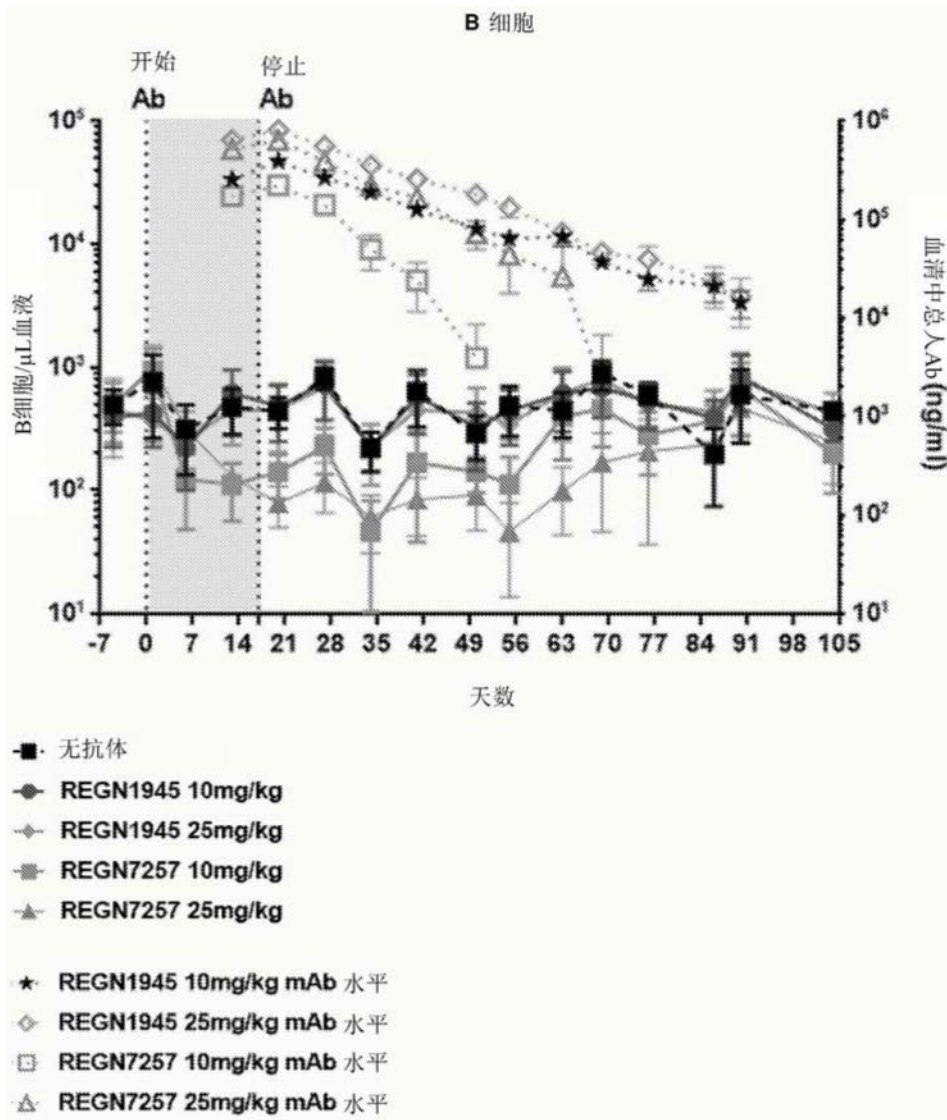 B 细胞
开始
Ab
停止
Ab
10⁵
10⁴
10³
10²
10¹
B细胞/μL血液
10⁶
10⁵
10⁴
10³
10²
10¹
血清中总人Ab(ng/ml)
-7 0 7 14 21 28 35 42 49 56 63 70 77 84 91 98 105
天数
无抗体
REGN1945 10mg/kg
REGN1945 25mg/kg
REGN7257 10mg/kg
REGN7257 25mg/kg
REGN1945 10mg/kg mAb 水平
REGN1945 25mg/kg mAb 水平
REGN7257 10mg/kg mAb 水平
REGN7257 25mg/kg mAb 水平